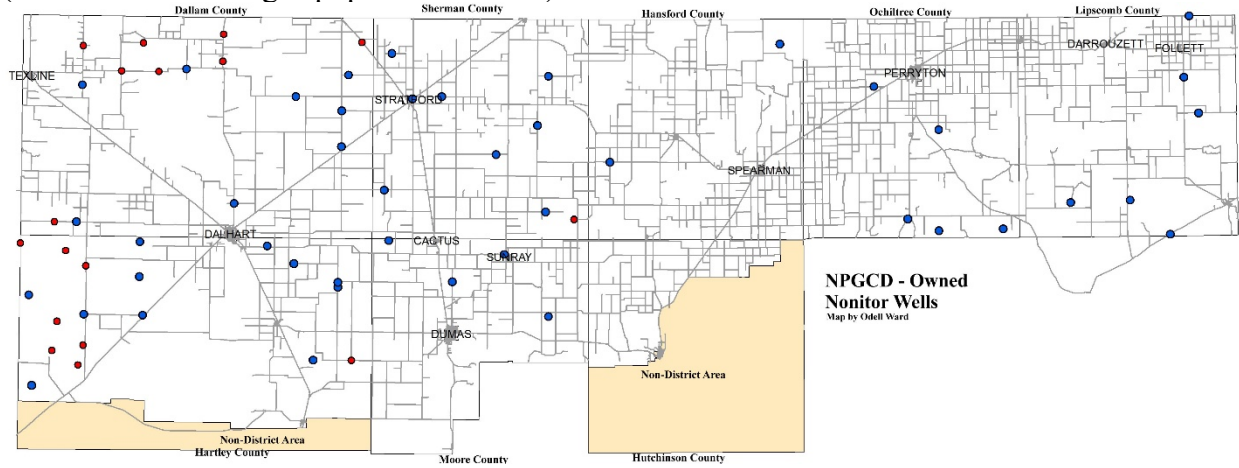 Dallam County
Sherman County
Hansford County
Ochiltree County
Lipscomb County
DARROUZETT
FOLLETT
TEXLINE
PERRYTON
STRATFORD
SPEARMAN
DALHART
CACTUS
SUNRAY
DUMAS
NPGCD - Owned
Nonitor Wells
Map by Odell Ward
Non-District Area
Non-District Area
Hartley County
Moore County
Hutchinson County